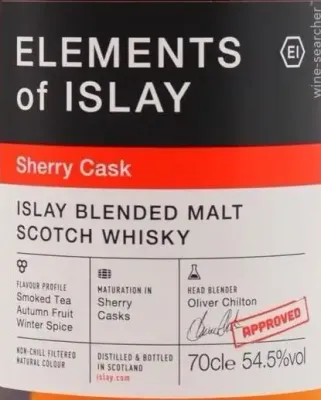 ELEMENTS
of ISLAY
EI
wine-searcher
Sherry Cask
ISLAY BLENDED MALT
SCOTCH WHISKY
FLAVOUR PROFILE
Smoked Tea
Autumn Fruit
Winter Spice
MATURATION IN
Sherry
Casks
HEAD BLENDER
Oliver Chilton
APPROVED
NON-CHILL FILTERED
NATURAL COLOUR
DISTILLED & BOTTLED
IN SCOTLAND
islay.com
70cle 54.5%vol